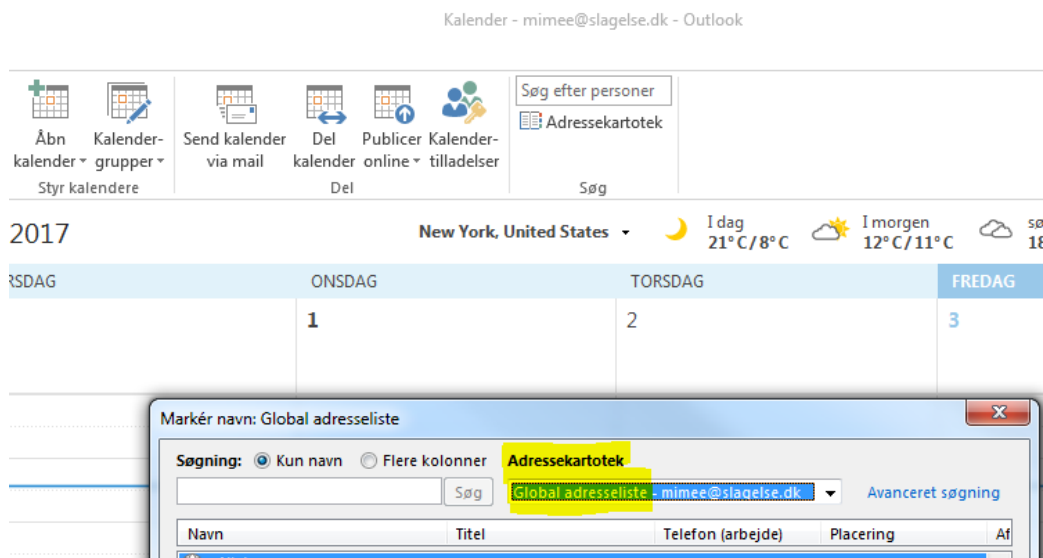 Kalender - mimee@slagelse.dk - Outlook
Søg efter personer
Adressekartotek
Åbn kalender
Kalender-grupper
Send kalender via mail
Del kalender
Publicer online
Kalender-tilladelser
Styr kalendere
Del
Søg
2017
New York, United States
I dag
21°C/8°C
I morgen
12°C/11°C
sø
18
RSDAG
ONSDAG
TORSDAG
FREDAG
1
2
3
Markér navn: Global adresseliste
Søgning:
Kun navn
Flere kolonner
Adressekartotek
Søg
Global adresseliste - mimee@slagelse.dk
Avanceret søgning
Navn
Titel
Telefon (arbejde)
Placering
Af